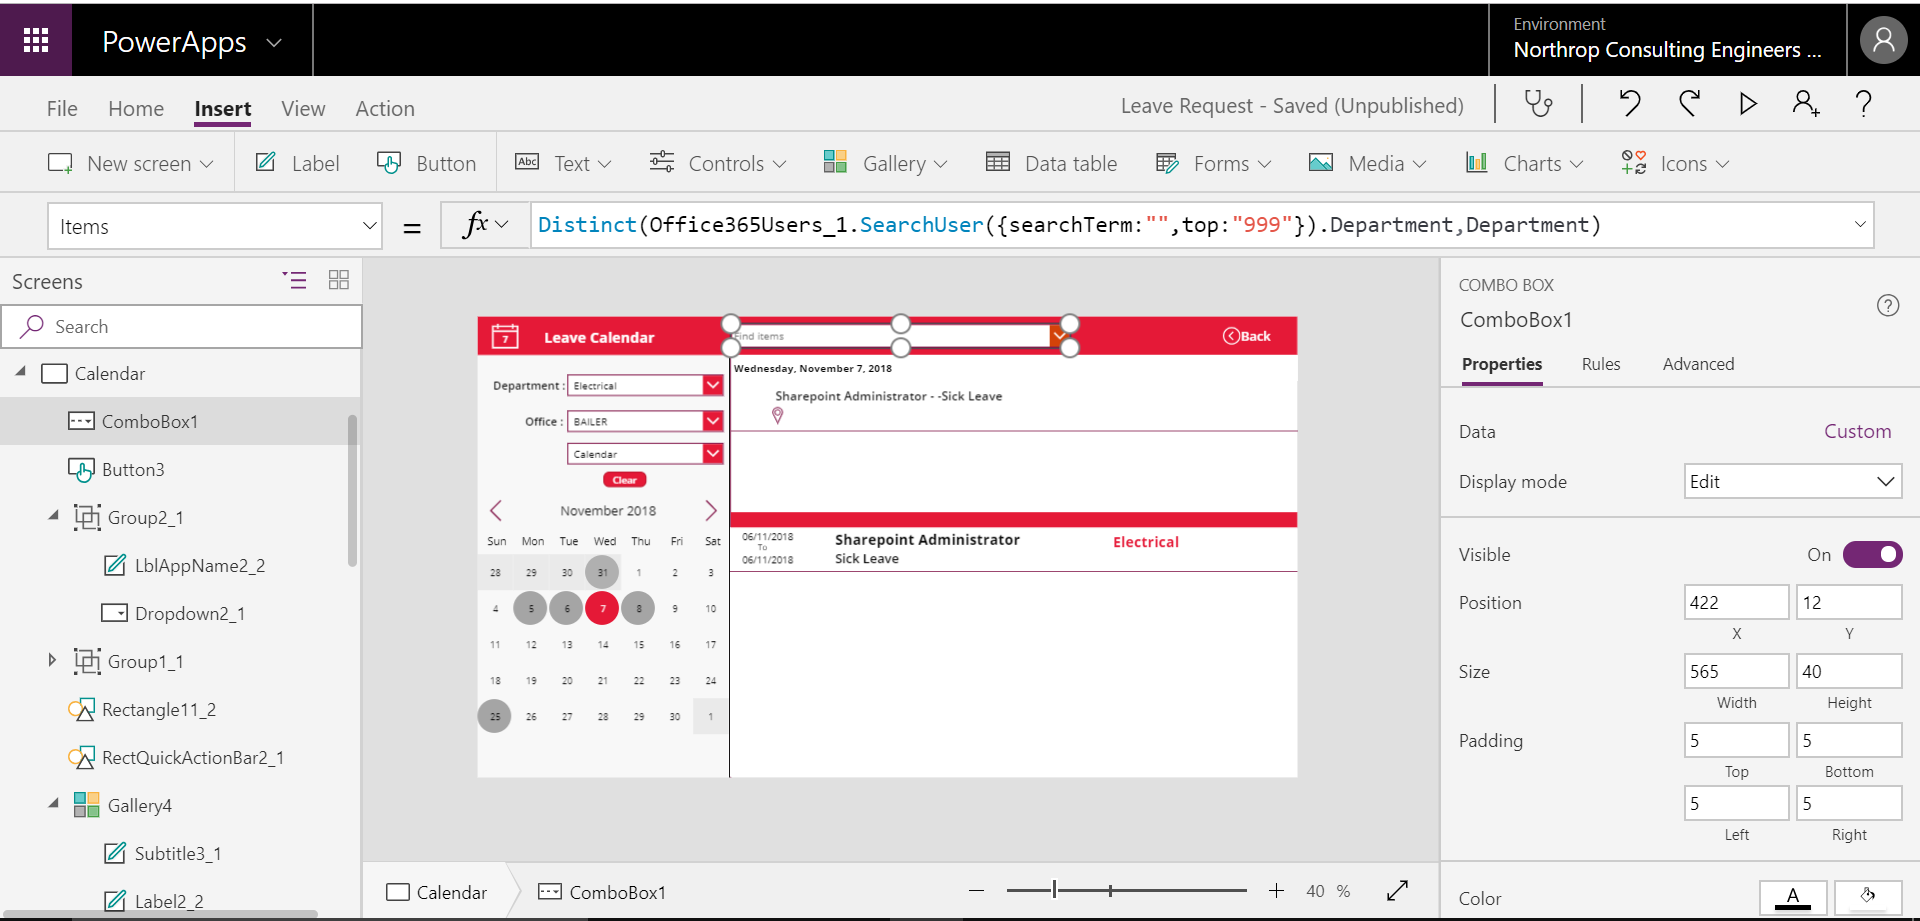 PowerApps
Environment
Northrop Consulting Engineers ...
File Home Insert View Action
Leave Request - Saved (Unpublished)
?
New screen Label Button Abc Text Controls Gallery Data table Forms Media Charts Icons
Items = fx Distinct(Office365Users_1.SearchUser({searchTerm:"",top:"999"}).Department,Department)
Screens
Search
Calendar
ComboBox1
Button3
Group2_1
LblAppName2_2
Dropdown2_1
Group1_1
Rectangle11_2
RectQuickActionBar2_1
Gallery4
Subtitle3_1
Label2_2
7 Leave Calendar Find items Back
Department : Electrical
Office : BAILER
Calendar
Clear
November 2018
Sun Mon Tue Wed Thu Fri Sat
28 29 30 31 1 2 3
4 5 6 7 8 9 10
11 12 13 14 15 16 17
18 19 20 21 22 23 24
25 26 27 28 29 30 1
Wednesday, November 7, 2018
Sharepoint Administrator - -Sick Leave
06/11/2018 Sharepoint Administrator Electrical
To
06/11/2018 Sick Leave
Calendar ComboBox1 40 %
COMBO BOX
ComboBox1
?
Properties Rules Advanced
Data Custom
Display mode Edit
Visible On
Position 422 12
X Y
Size 565 40
Width Height
Padding 5 5
Top Bottom
5 5
Left Right
Color A